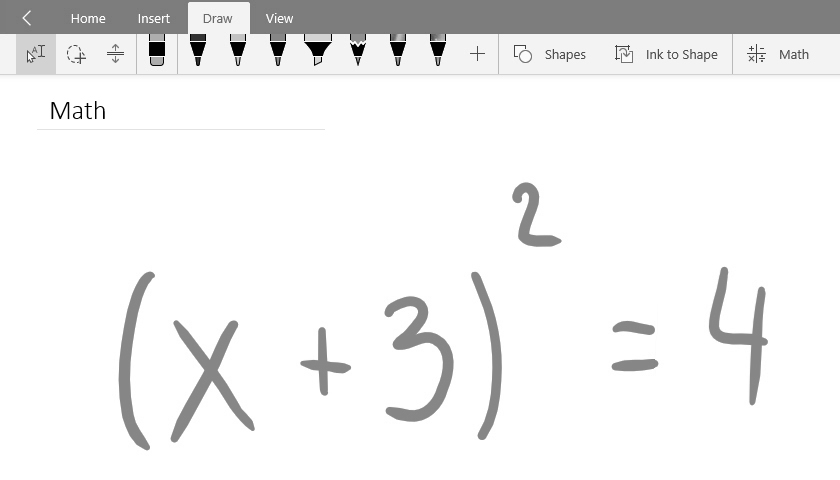 Home Insert Draw View
Shapes Ink to Shape Math
Math
(x + 3)² = 4